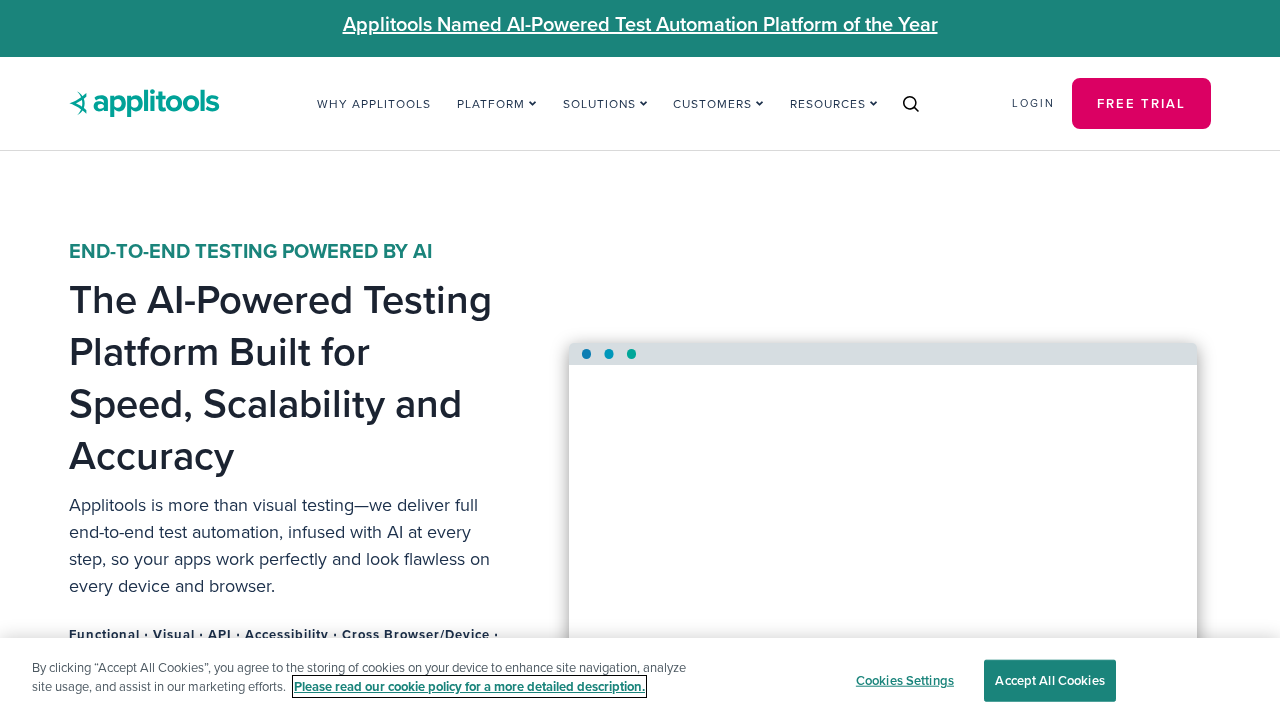 Applitools Named AI-Powered Test Automation Platform of the Year
applitools
WHY APPLITOOLS
PLATFORM
SOLUTIONS
CUSTOMERS
RESOURCES
LOGIN
FREE TRIAL
END-TO-END TESTING POWERED BY AI
The AI-Powered Testing
Platform Built for
Speed, Scalability and
Accuracy
Applitools is more than visual testing—we deliver full
end-to-end test automation, infused with AI at every
step, so your apps work perfectly and look flawless on
every device and browser.
Functional · Visual · API · Accessibility · Cross Browser/Device ·
By clicking “Accept All Cookies”, you agree to the storing of cookies on your device to enhance site navigation, analyze
site usage, and assist in our marketing efforts. Please read our cookie policy for a more detailed description.
Cookies Settings
Accept All Cookies